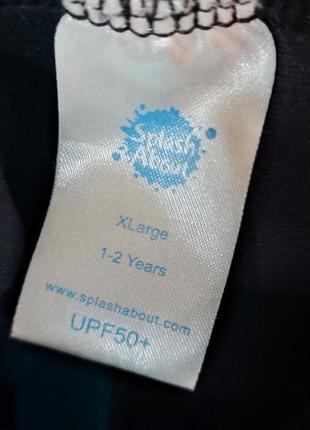 Splash
About
XLarge
1-2 Years
www.splashabout.com
UPF50+